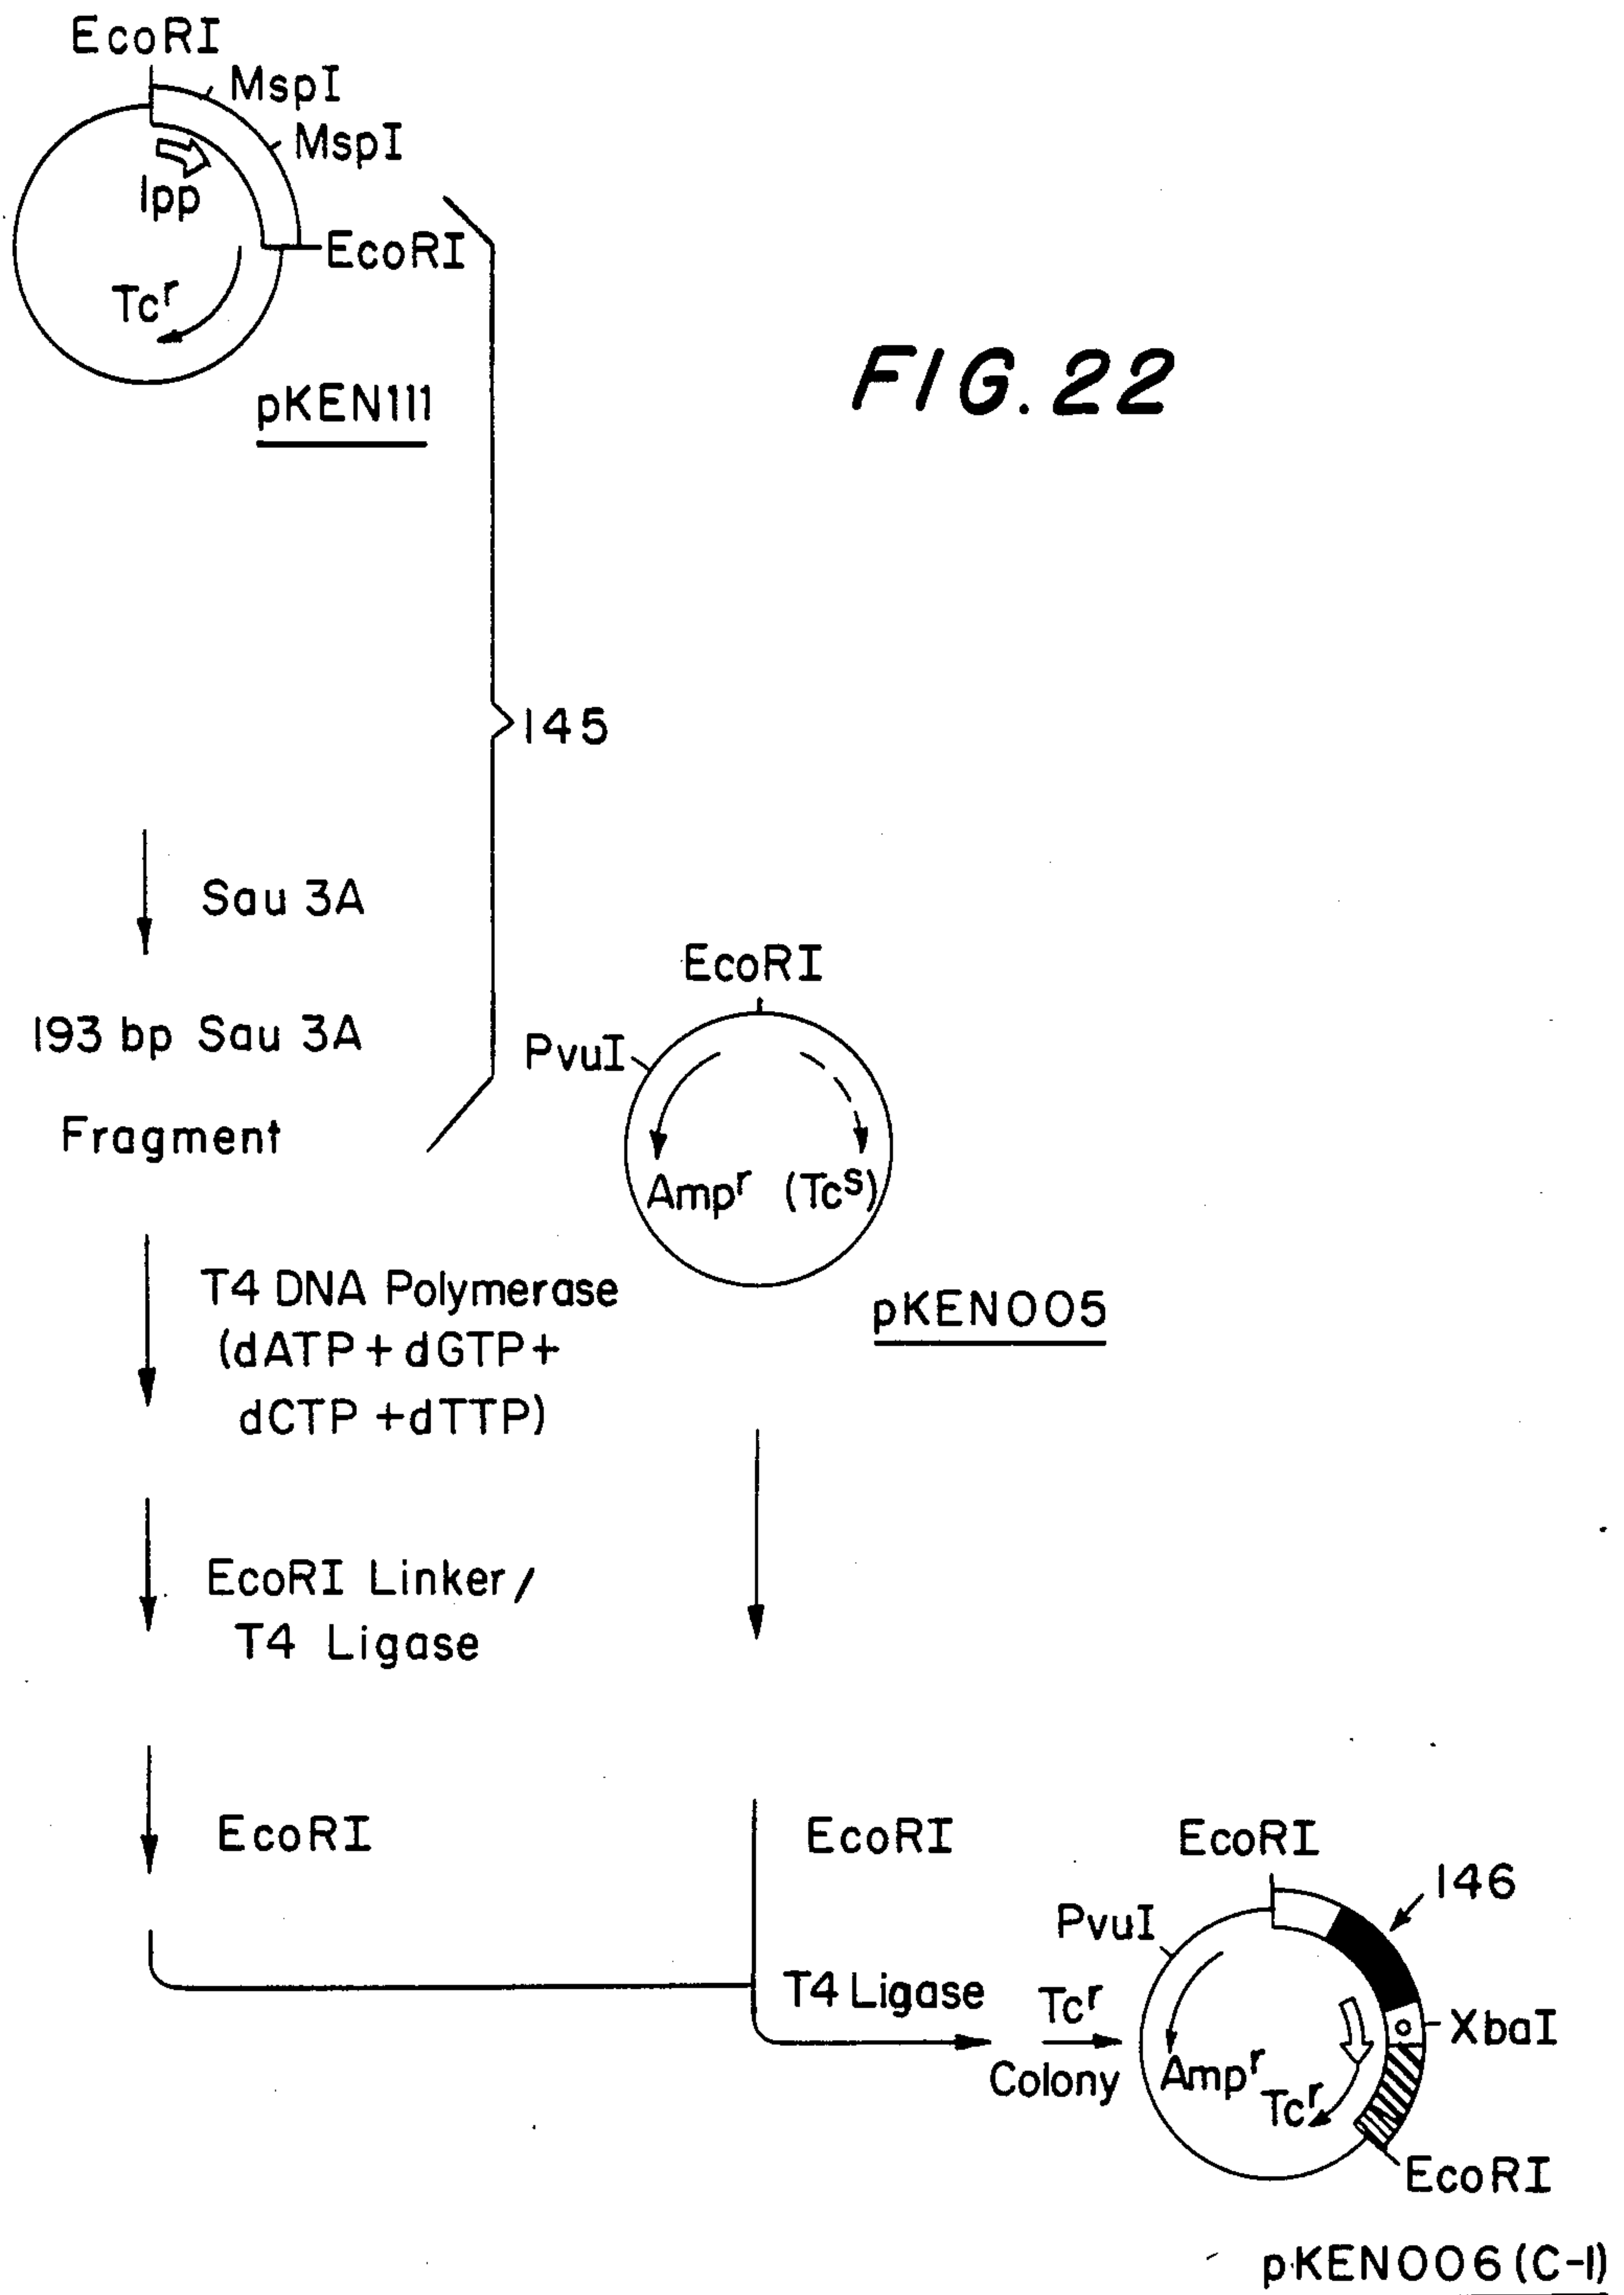 EcoRI
MspI
MspI
lpp
EcoRI
Tcʳ
pKEN111
FIG. 22
145
Sau 3A
193 bp Sau 3A
Fragment
EcoRI
PvuI
Ampʳ (Tcˢ)
pKEN005
T4 DNA Polymerase
(dATP + dGTP +
dCTP + dTTP)
EcoRI Linker /
T4 Ligase
EcoRI
EcoRI
T4 Ligase
Tcʳ
Colony
EcoRI
146
PvuI
XbaI
Ampʳ
Tcʳ
EcoRI
pKEN006 (C-1)